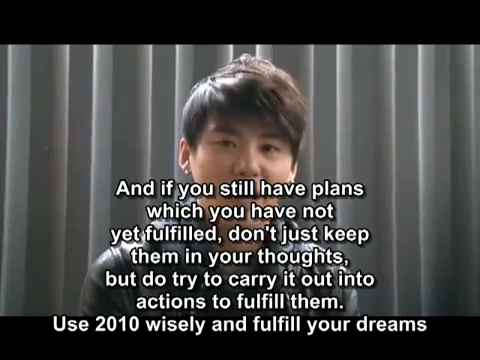 And if you still have plans
which you have not
yet fulfilled, don't just keep
them in your thoughts,
but do try to carry it out into
actions to fulfill them.
Use 2010 wisely and fulfill your dreams